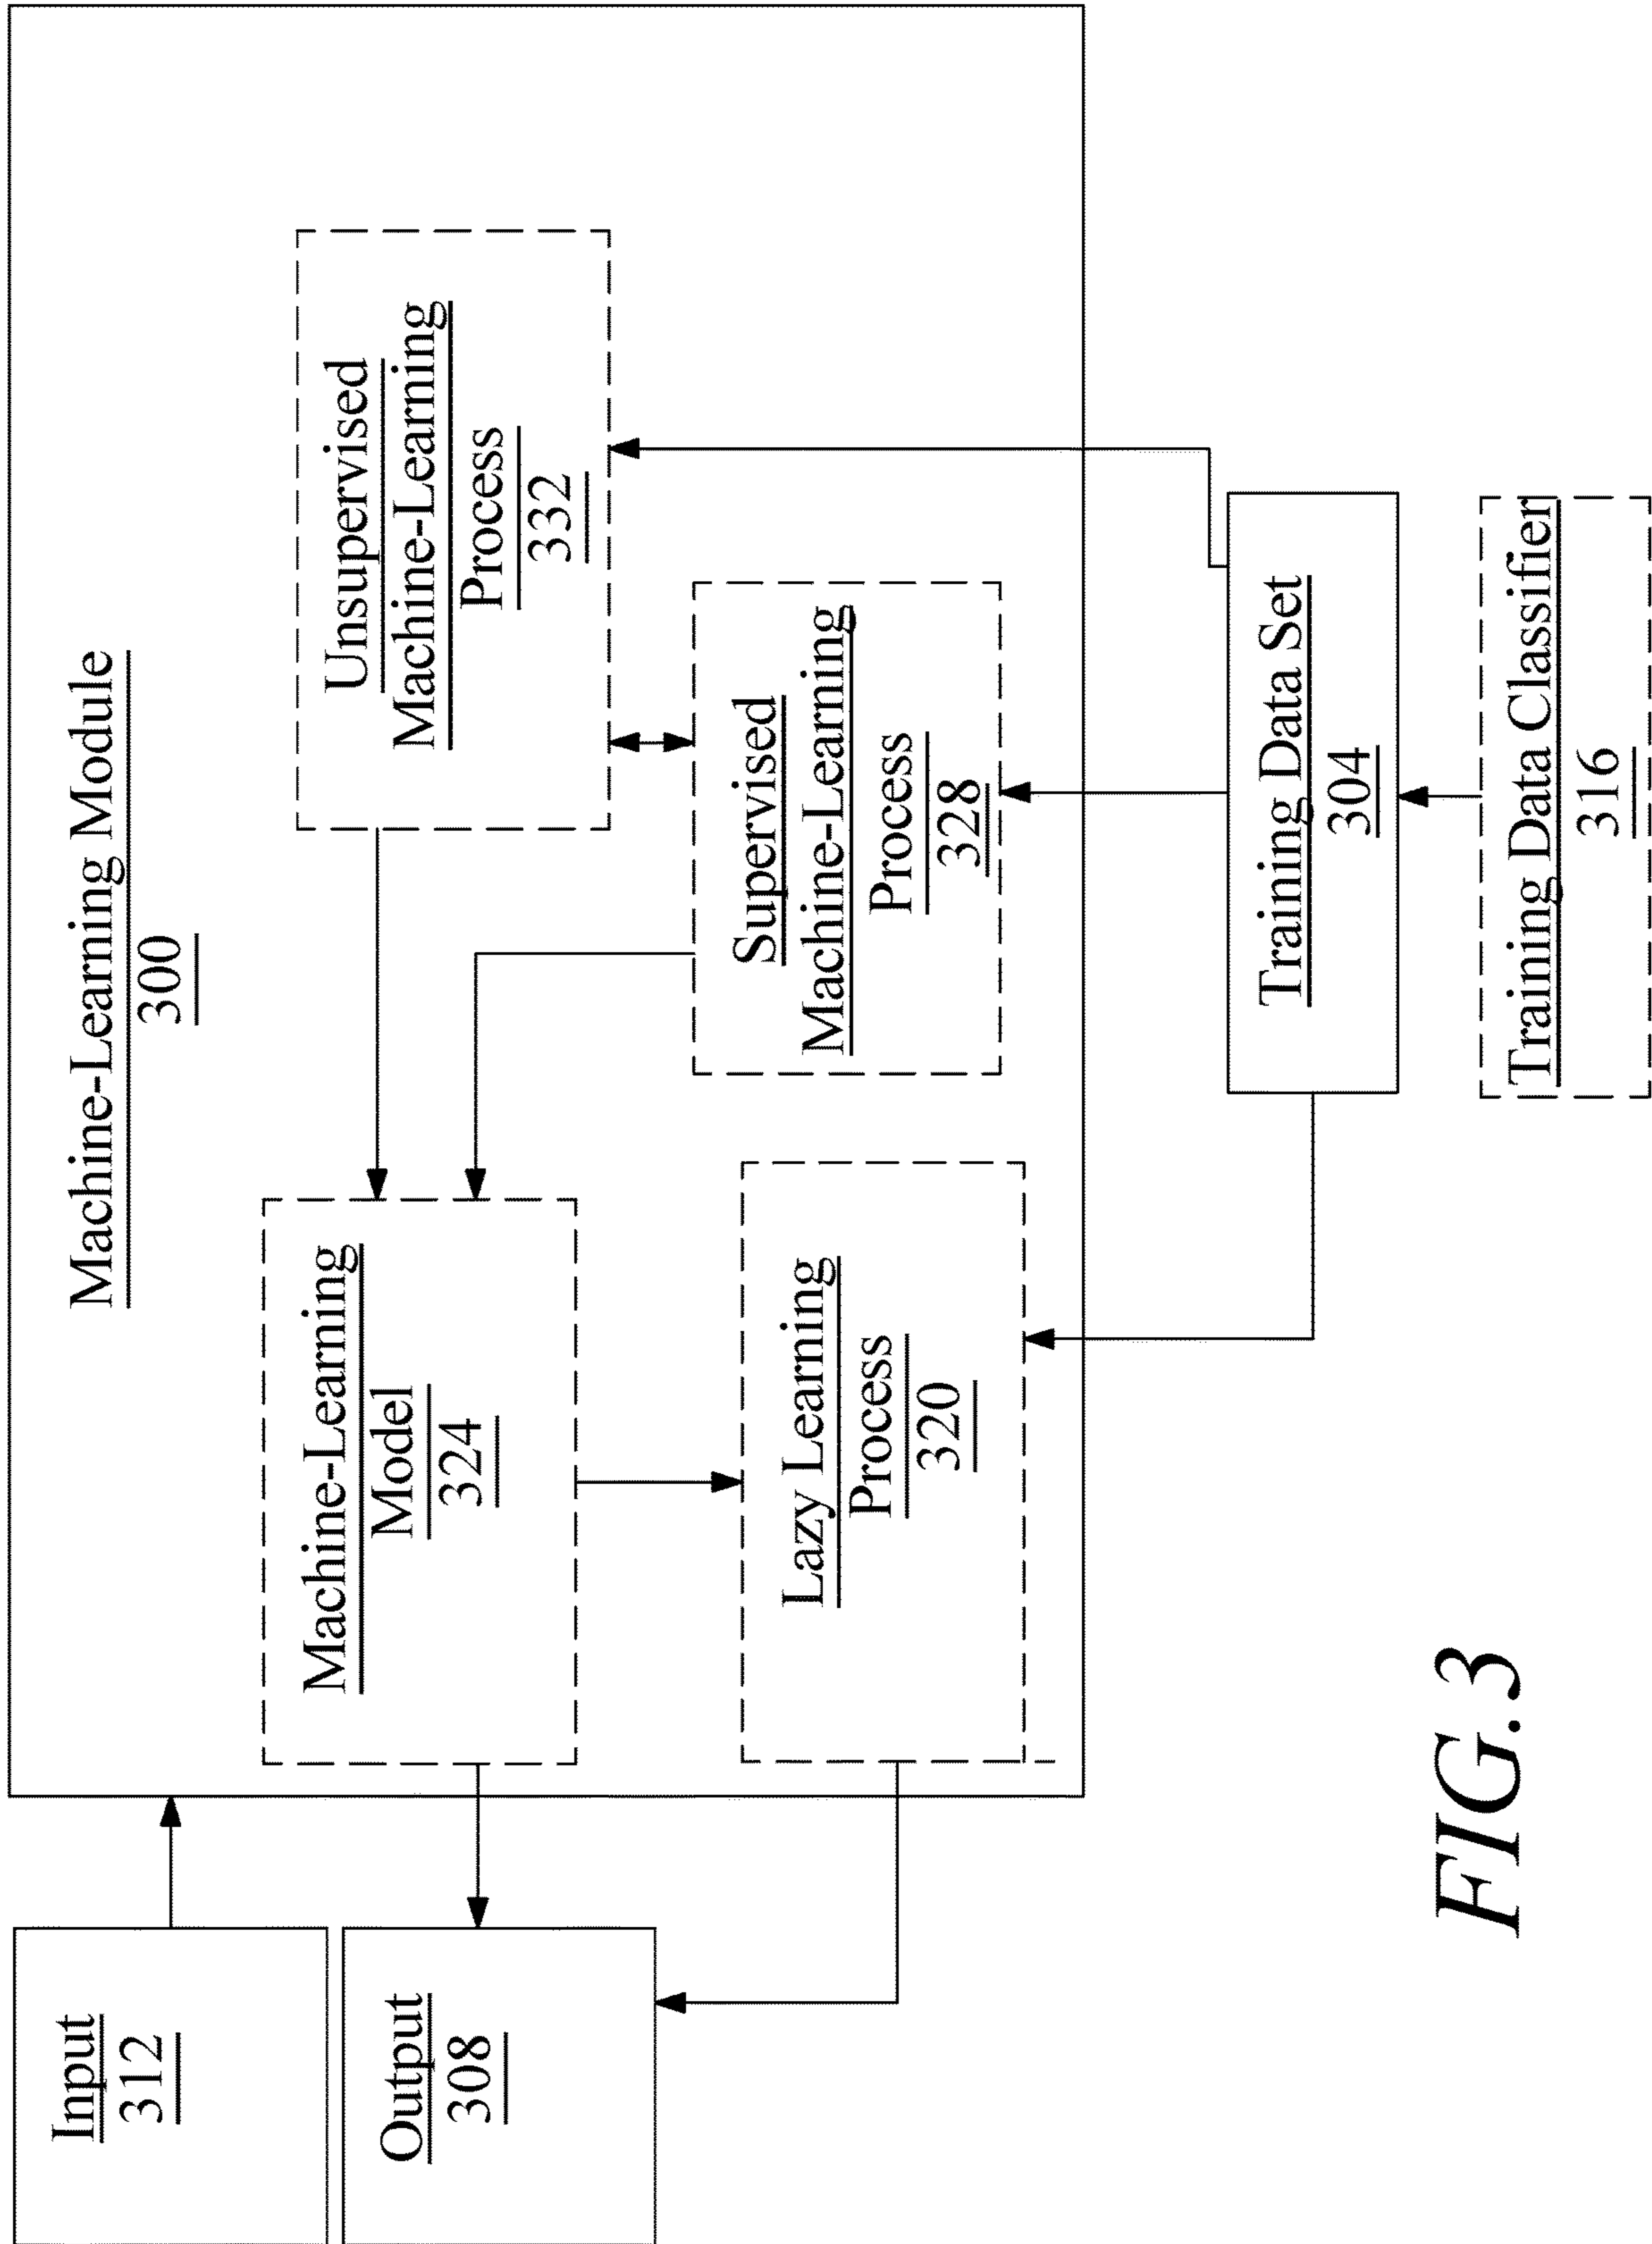 Machine-Learning Module
300
Input
312
Output
308
Machine-Learning
Model
324
Unsupervised
Machine-Learning
Process
332
Lazy Learning
Process
320
Supervised
Machine-Learning
Process
328
Training Data Set
304
Training Data Classifier
316
FIG.3